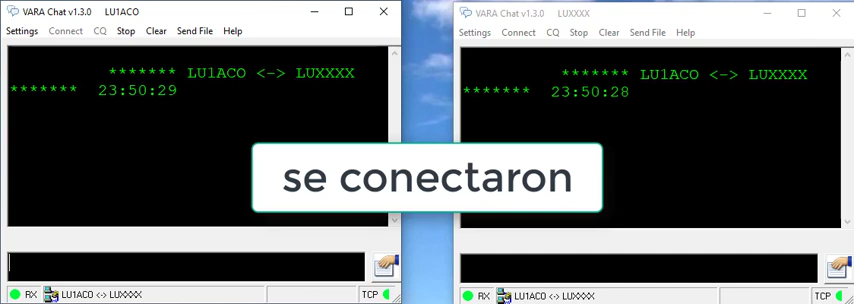 VARA Chat v1.3.0 LU1ACO
Settings Connect CQ Stop Clear Send File Help
******* LU1ACO <-> LUXXXX
******* 23:50:29
RX LU1ACO <-> LUXXXX TCP
VARA Chat v1.3.0 LUXXXX
Settings Connect CQ Stop Clear Send File Help
******* LU1ACO <-> LUXXXX
******* 23:50:28
RX LU1ACO <-> LUXXXX TCP
se conectaron